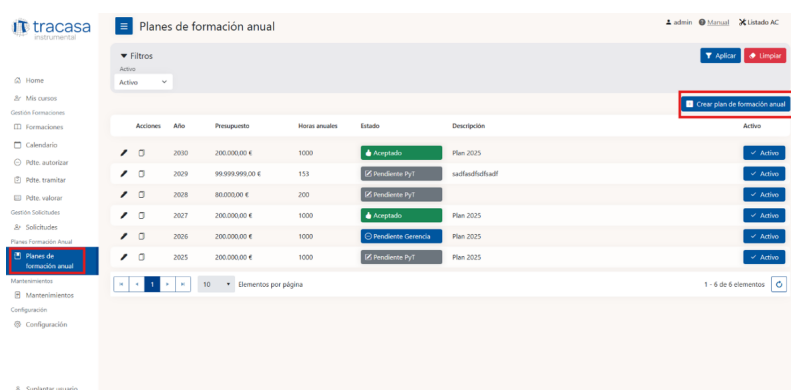 tracasa
instrumental
Planes de formación anual
admin Manual Listado AC
Filtros
Activo
Activo
Aplicar Limpiar
Crear plan de formación anual
Home
Mis cursos
Gestión Formaciones
Formaciones
Calendario
Pdte. autorizar
Pdte. tramitar
Pdte. valorar
Gestión Solicitudes
Solicitudes
Planes Formación Anual
Planes de
formación anual
Mantenimientos
Mantenimientos
Configuración
Configuración
Suplantar usuario
Acciones Año Presupuesto Horas anuales Estado Descripción Activo
2030 200.000,00 € 1000 Aceptado Plan 2025 Activo
2029 99.999.999,00 € 153 Pendiente PyT sadfasdfsdfsadf Activo
2028 80.000,00 € 200 Pendiente PyT Activo
2027 200.000,00 € 1000 Aceptado Plan 2025 Activo
2026 200.000,00 € 1000 Pendiente Gerencia Plan 2025 Activo
2025 200.000,00 € 1000 Pendiente PyT Plan 2025 Activo
1 10 Elementos por página 1 - 6 de 6 elementos